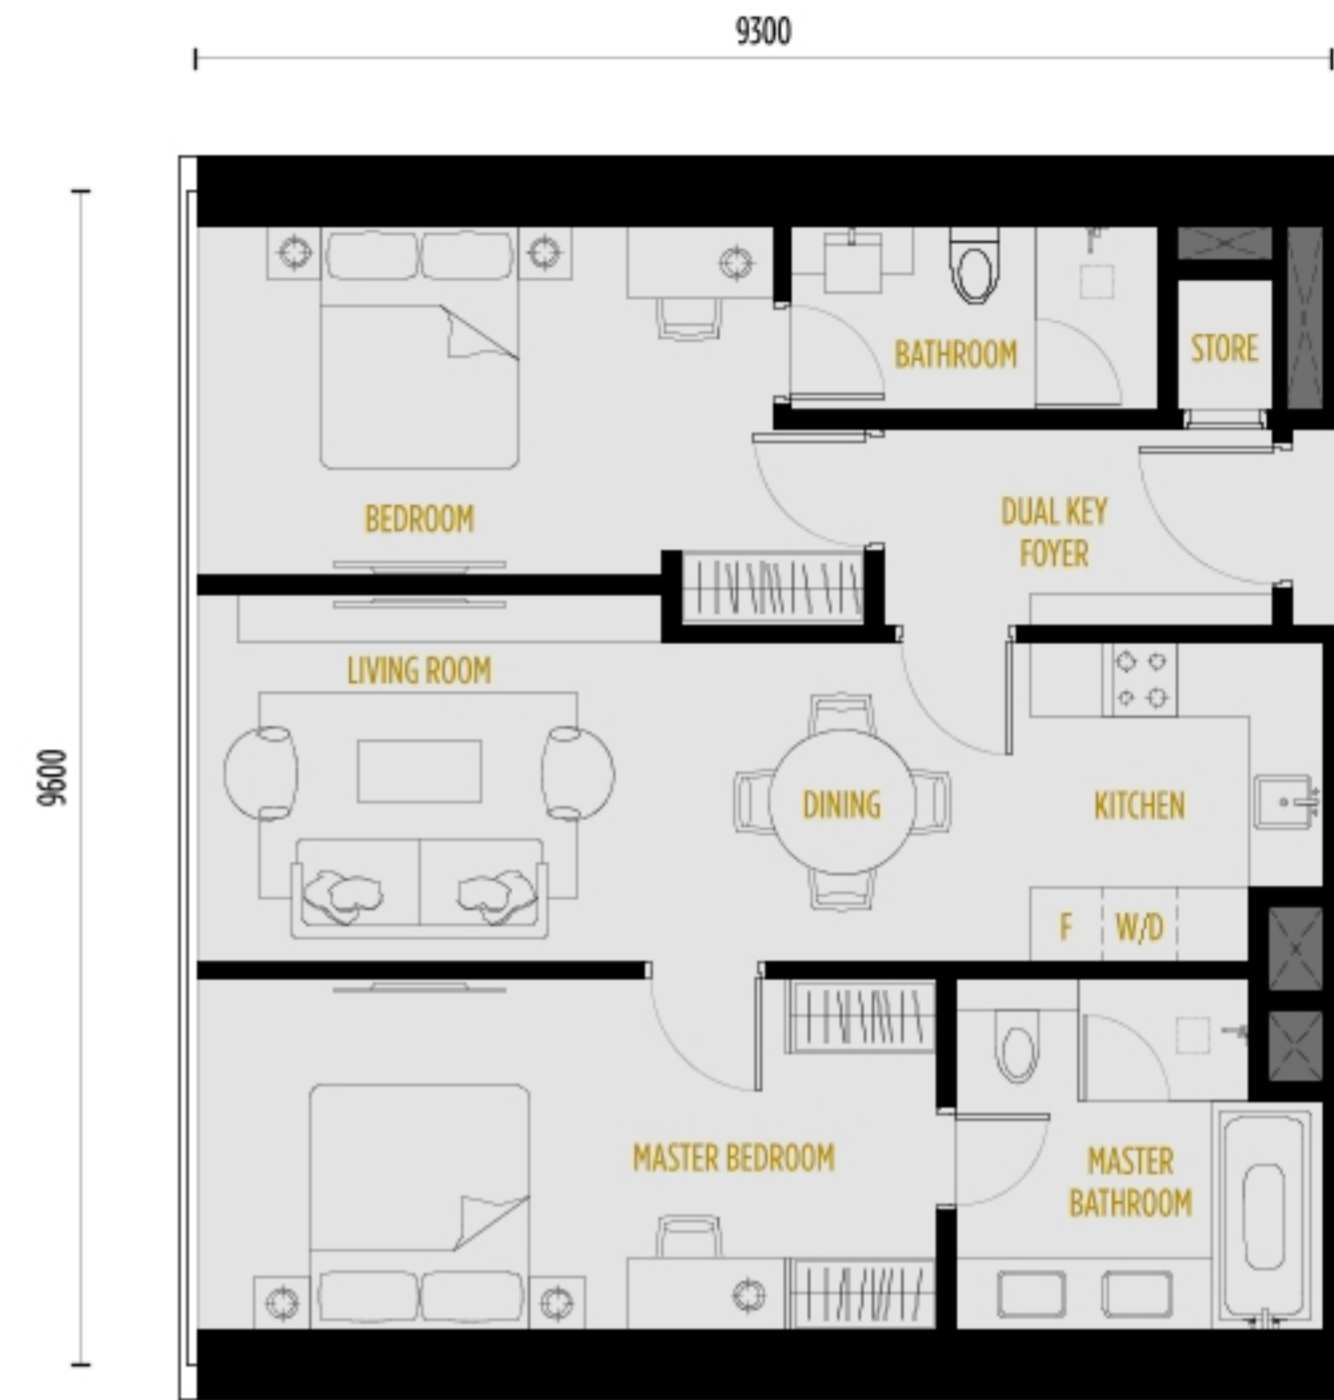 9300
BATHROOM
STORE
BEDROOM
DUAL KEY
FOYER
LIVING ROOM
9600
DINING
KITCHEN
F
W/D
MASTER BEDROOM
MASTER
BATHROOM